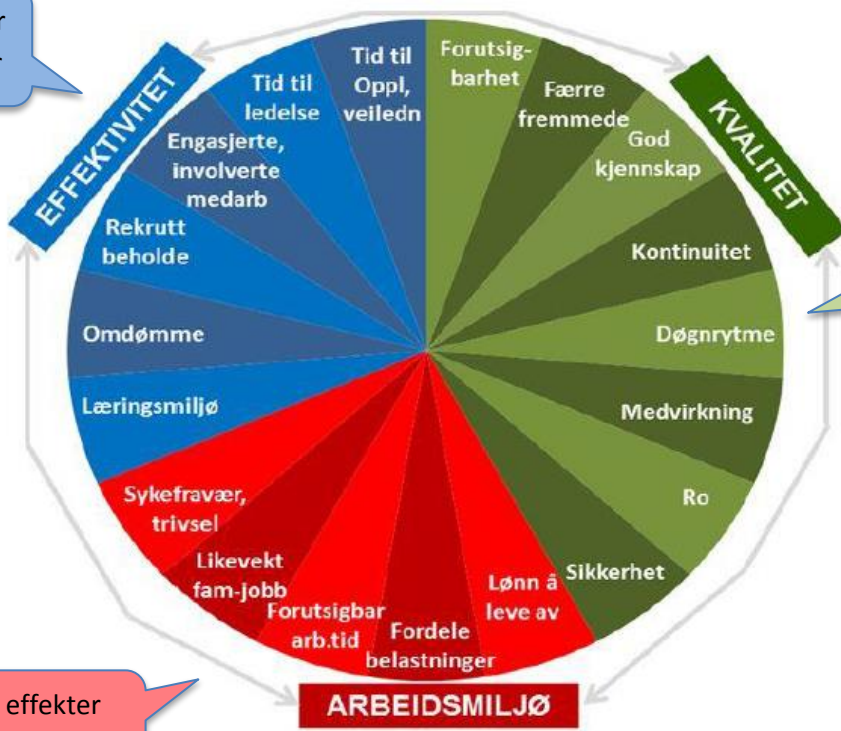 r
EFFEKTIVITET
KVALITET
Tid til
Oppl,
veiledn
Forutsig-
barhet
Færre
fremmede
God
kjennskap
Kontinuitet
Døgnrytme
Medvirkning
Ro
Sikkerhet
Lønn å
leve av
Fordele
belastninger
Forutsigbar
arb.tid
Likevekt
fam-jobb
Sykefravær,
trivsel
Læringsmiljø
Omdømme
Rekrutt
beholde
Engasjerte,
involverte
medarb
Tid til
ledelse
effekter
ARBEIDSMILJØ